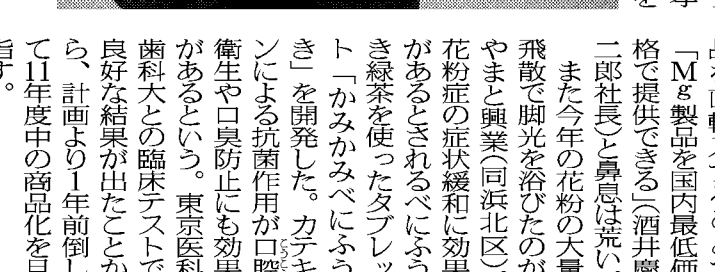 「Mg製品を国内最低価
格で提供できる」（酒井慶
二郎社長）と鼻息は荒い
また今年の花粉の大量
飛散で脚光を浴びたのが
やまと興業（同浜北区）
花粉症の症状緩和に効果
があるとされるべにふう
き緑茶を使ったタブレッ
ト「かみかみべにふう
き」を開発した。カテキ
ンによる抗菌作用が口腔
こうくう
衛生や口臭防止にも効果
があるという。東京医科
歯科大との臨床テストで
良好な結果が出たことか
ら、計画より1年前倒し
て11年度中の商品化を目
指す。